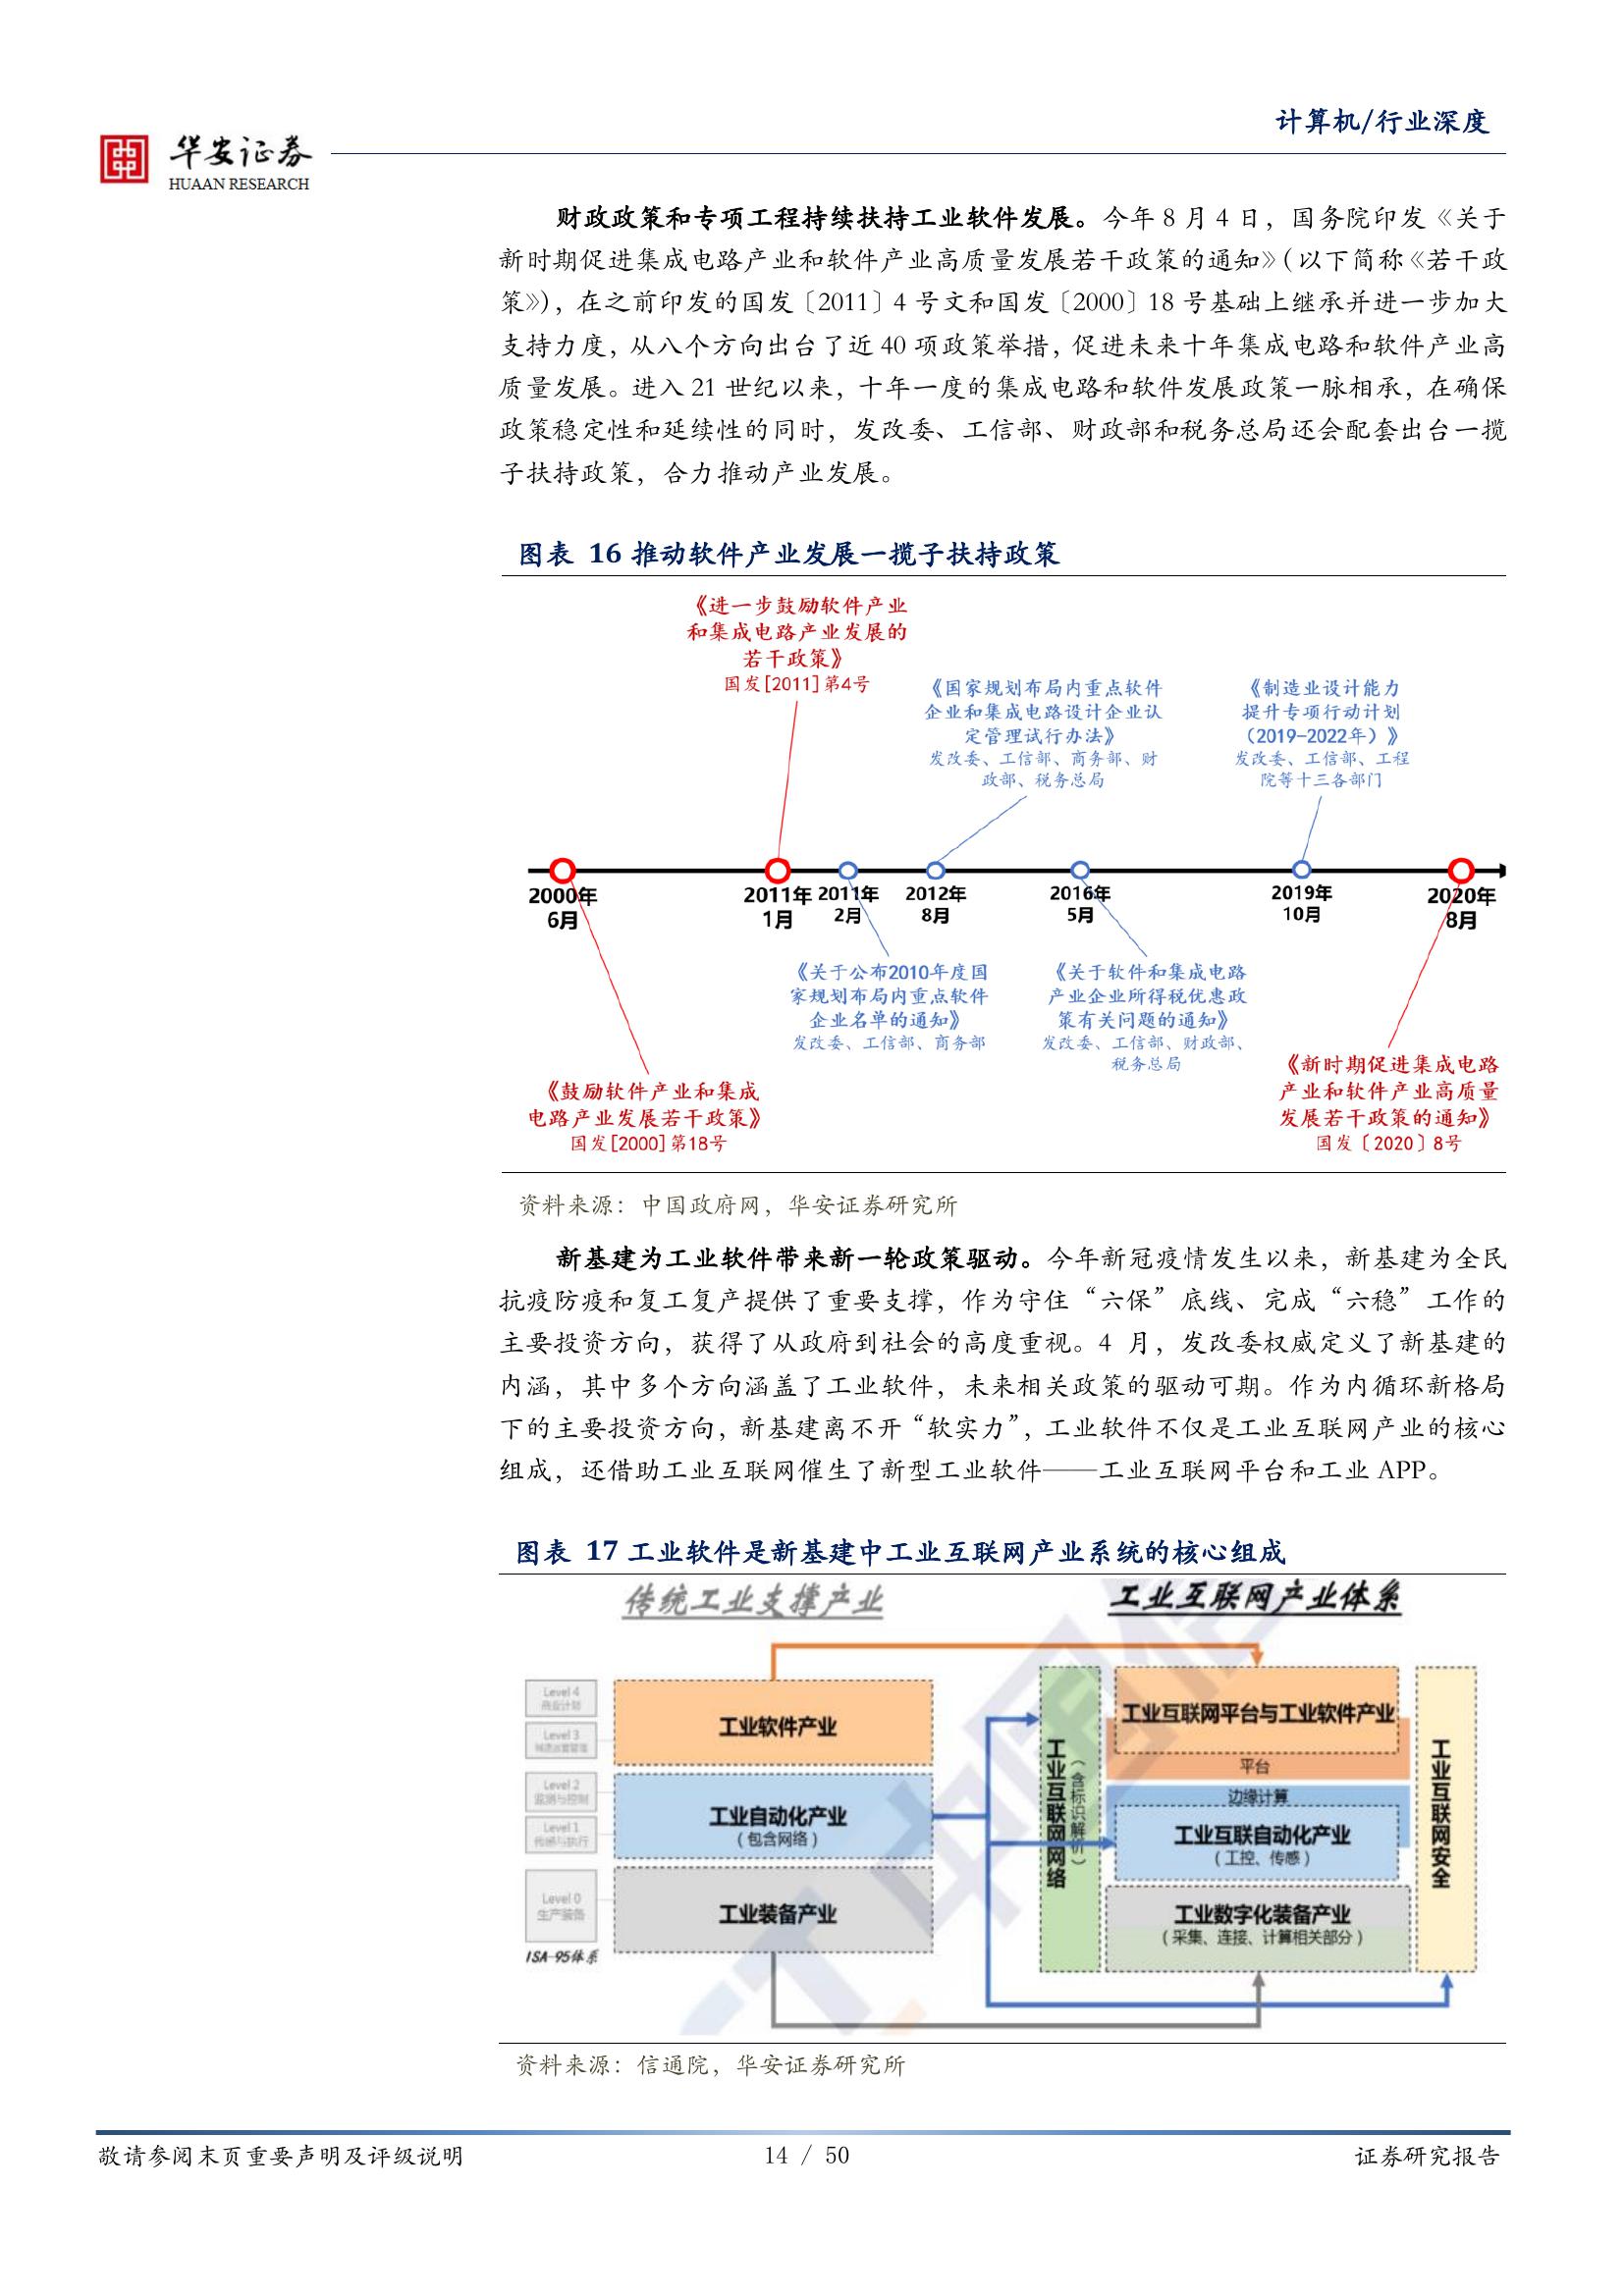 计算机/行业深度
华安证券
HUAAN RESEARCH
财政政策和专项工程持续扶持工业软件发展。今年 8 月 4 日，国务院印发《关于
新时期促进集成电路产业和软件产业高质量发展若干政策的通知》（以下简称《若干政
策》），在之前印发的国发〔2011〕4 号文和国发〔2000〕18 号基础上继承并进一步加大
支持力度，从八个方向出台了近 40 项政策举措，促进未来十年集成电路和软件产业高
质量发展。进入 21 世纪以来，十年一度的集成电路和软件发展政策一脉相承，在确保
政策稳定性和延续性的同时，发改委、工信部、财政部和税务总局还会配套出台一揽
子扶持政策，合力推动产业发展。
图表 16 推动软件产业发展一揽子扶持政策
《进一步鼓励软件产业
和集成电路产业发展的
若干政策》
国发[2011]第4号
《国家规划布局内重点软件
企业和集成电路设计企业认
定管理试行办法》
发改委、工信部、商务部、财
政部、税务总局
《制造业设计能力
提升专项行动计划
（2019-2022年）》
发改委、工信部、工程
院等十三各部门
2000年
6月
2011年
1月
2011年
2月
2012年
8月
2016年
5月
2019年
10月
2020年
8月
《关于公布2010年度国
家规划布局内重点软件
企业名单的通知》
发改委、工信部、商务部
《关于软件和集成电路
产业企业所得税优惠政
策有关问题的通知》
发改委、工信部、财政部、
税务总局
《鼓励软件产业和集成
电路产业发展若干政策》
国发[2000]第18号
《新时期促进集成电路
产业和软件产业高质量
发展若干政策的通知》
国发〔2020〕8号
资料来源：中国政府网，华安证券研究所
新基建为工业软件带来新一轮政策驱动。今年新冠疫情发生以来，新基建为全民
抗疫防疫和复工复产提供了重要支撑，作为守住“六保”底线、完成“六稳”工作的
主要投资方向，获得了从政府到社会的高度重视。4 月，发改委权威定义了新基建的
内涵，其中多个方向涵盖了工业软件，未来相关政策的驱动可期。作为内循环新格局
下的主要投资方向，新基建离不开“软实力”，工业软件不仅是工业互联网产业的核心
组成，还借助工业互联网催生了新型工业软件——工业互联网平台和工业 APP。
图表 17 工业软件是新基建中工业互联网产业系统的核心组成
传统工业支撑产业
工业互联网产业体系
Level 4
商业计划
Level 3
Level 2
监测与控制
Level 1
传感与执行
Level 0
生产装备
ISA-95体系
工业软件产业
工业自动化产业
（包含网络）
工业装备产业
工业互联网网络
（含标识解析）
工业互联网平台与工业软件产业
平台
边缘计算
工业互联自动化产业
（工控、传感）
工业数字化装备产业
（采集、连接、计算相关部分）
工业互联网安全
资料来源：信通院，华安证券研究所
敬请参阅末页重要声明及评级说明
14 / 50
证券研究报告